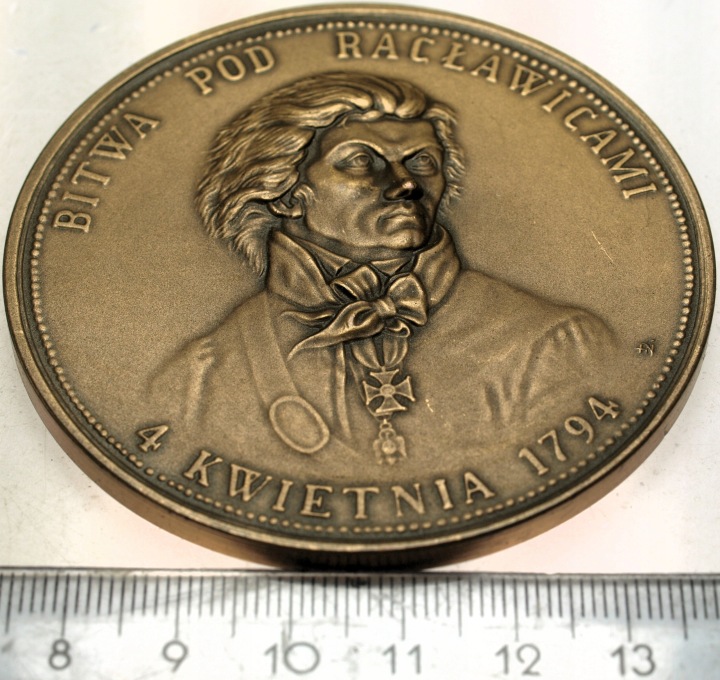 BITWA POD RACŁAWICAMI
4 KWIETNIA 1794
8 9 10 11 12 13